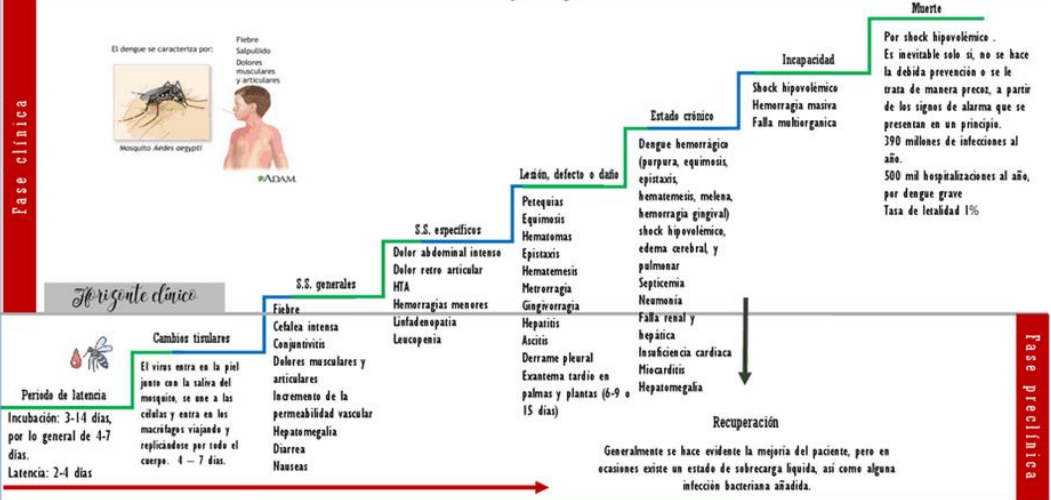 Fase clínica
El dengue se caracteriza por:
Fiebre
Salpullido
Dolores
musculares
y articulares
Mosquito Aedes aegypti
ADAM
Horizonte clínico
Periodo de latencia
Incubación: 3-14 días,
por lo general de 4-7
días.
Latencia: 2-4 días
Cambios tisulares
El virus entra en la piel
junto con la saliva del
mosquito, se une a las
células y entra en los
macrófagos viajando y
replicándose por todo el
cuerpo. 4 – 7 días.
S.S. generales
Fiebre
Cefalea intensa
Conjuntivitis
Dolores musculares y
articulares
Incremento de la
permeabilidad vascular
Hepatomegalia
Diarrea
Nauseas
S.S. específicos
Dolor abdominal intenso
Dolor retro articular
HTA
Hemorragias menores
Linfadenopatia
Leucopenia
Lesión, defecto o daño
Petequias
Equimosis
Hematomas
Epistaxis
Hematemesis
Metrorragia
Gingivorragia
Hepatitis
Ascitis
Derrame pleural
Exantema tardío en
palmas y plantas (6-9 o
15 días)
Estado crónico
Dengue hemorrágico
(purpura, equimosis,
epistaxis,
hematemesis, melena,
hemorragia gingival)
shock hipovolémico,
edema cerebral, y
pulmonar
Septicemia
Neumonia
Falla renal y
hepática
Insuficiencia cardiaca
Miocarditis
Hepatomegalia
Incapacidad
Shock hipovolémico
Hemorragia masiva
Falla multiorganica
Muerte
Por shock hipovolémico .
Es inevitable solo si, no se hace
la debida prevención o se le
trata de manera precoz, a partir
de los signos de alarma que se
presentan en un principio.
390 millones de infecciones al
año.
500 mil hospitalizaciones al año,
por dengue grave
Tasa de letalidad 1%
Recuperación
Generalmente se hace evidente la mejoría del paciente, pero en
ocasiones existe un estado de sobrecarga liquida, así como alguna
infección bacteriana añadida.
Fase preclínica